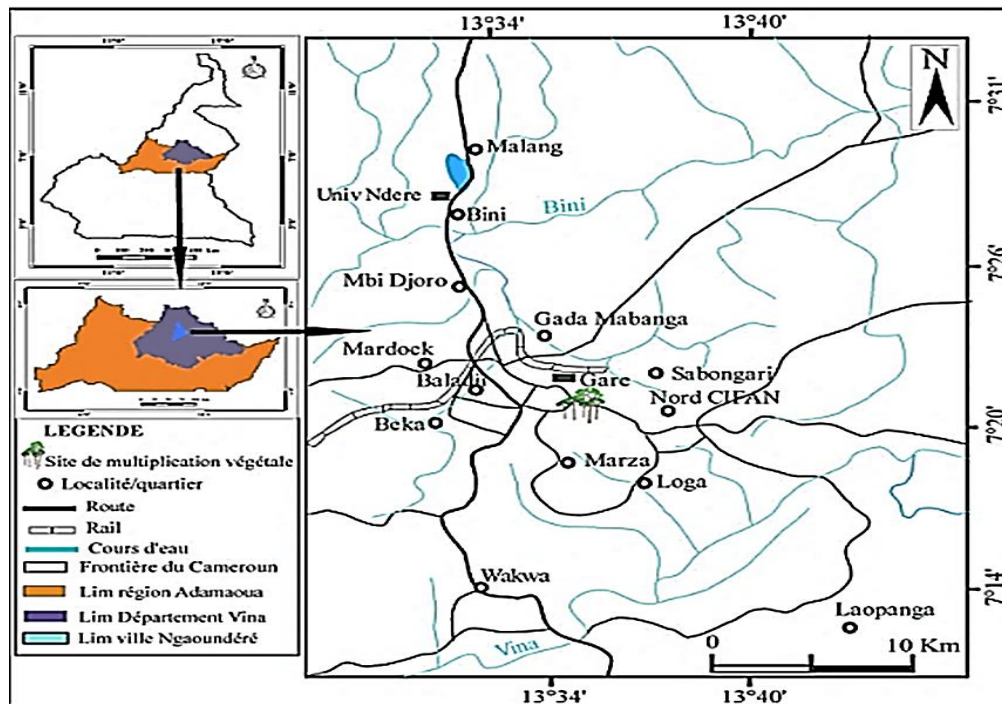 13°34'
13°40'
N
7°31'
Malang
Univ Ndere
Bini
Bini
7°26'
Mbi Djoro
Gada Mabanga
Mardock
Gare
Sabongari
Baladji
Nord CIFAN
Beka
7°20'
Marza
Loga
Wakwa
7°14'
Laopanga
Vina
0
10 Km
13°34'
13°40'
LEGENDE
Site de multiplication végétale
Localité/quartier
Route
Rail
Cours d'eau
Frontière du Cameroun
Lim région Adamaoua
Lim Département Vina
Lim ville Ngaoundéré